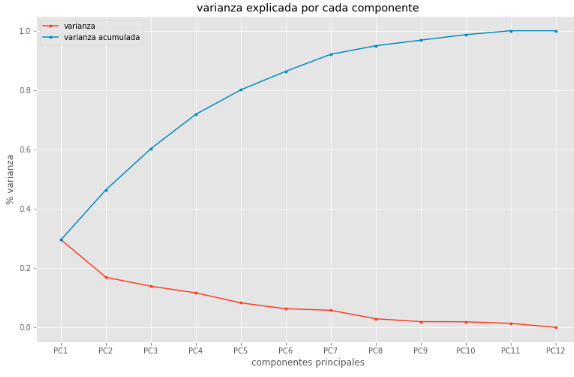 varianza explicada por cada componente
varianza
varianza acumulada
1.0
0.8
0.6
0.4
0.2
0.0
% varianza
PC1 PC2 PC3 PC4 PC5 PC6 PC7 PC8 PC9 PC10 PC11 PC12
componentes principales